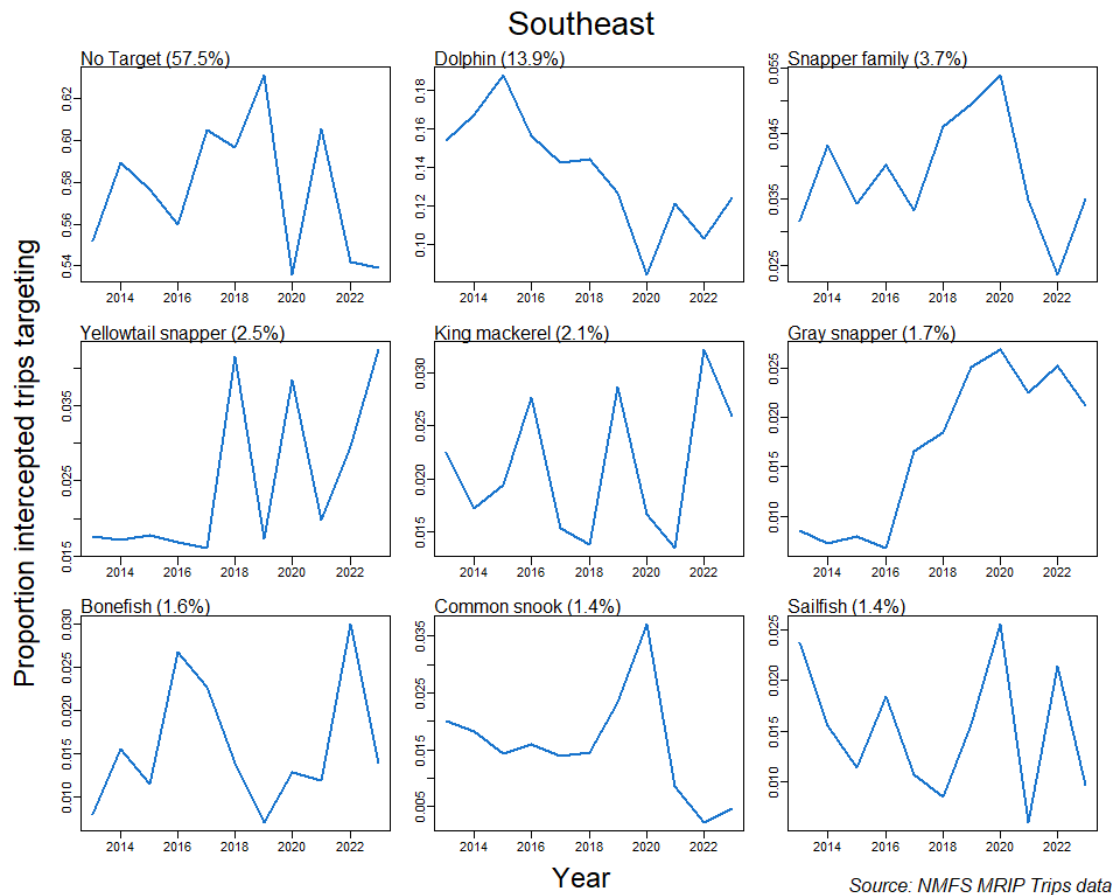 Southeast
No Target (57.5%)
Dolphin (13.9%)
Snapper family (3.7%)
0.54 0.56 0.58 0.60 0.62
0.10 0.12 0.14 0.16 0.18
0.025 0.035 0.045 0.055
2014 2016 2018 2020 2022
2014 2016 2018 2020 2022
2014 2016 2018 2020 2022
Proportion intercepted trips targeting
Yellowtail snapper (2.5%)
King mackerel (2.1%)
Gray snapper (1.7%)
0.015 0.025 0.035
0.015 0.020 0.025 0.030
0.010 0.015 0.020 0.025
2014 2016 2018 2020 2022
2014 2016 2018 2020 2022
2014 2016 2018 2020 2022
Bonefish (1.6%)
Common snook (1.4%)
Sailfish (1.4%)
0.010 0.015 0.020 0.025 0.030
0.005 0.015 0.025 0.035
0.010 0.015 0.020 0.025
2014 2016 2018 2020 2022
2014 2016 2018 2020 2022
2014 2016 2018 2020 2022
Year
Source: NMFS MRIP Trips data